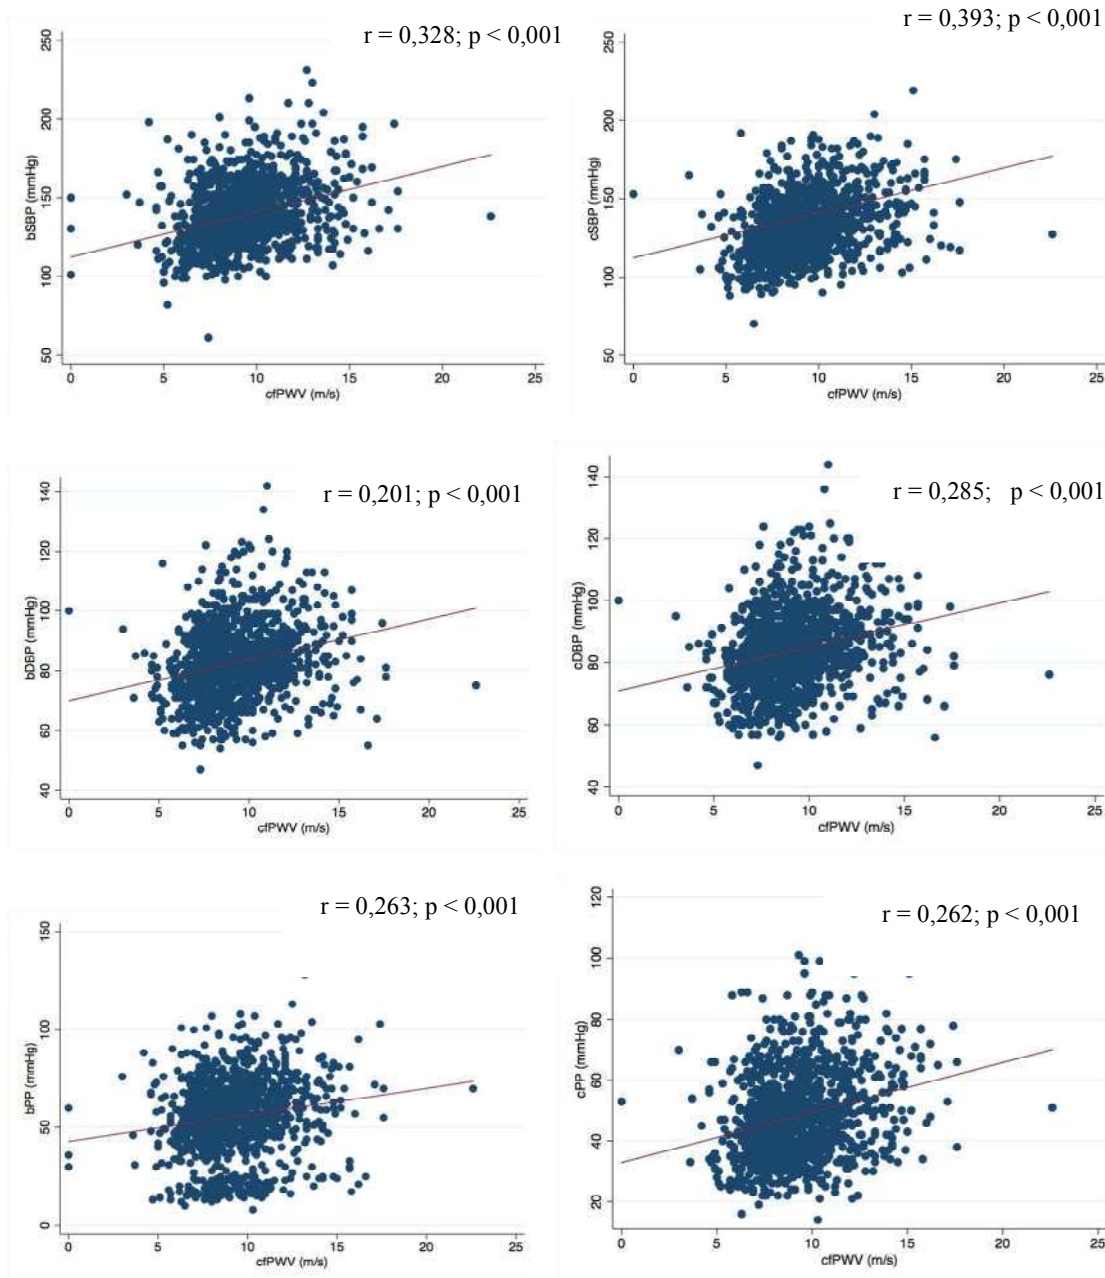 r = 0,328; p < 0,001
250
200
150
100
50
bSBP (mmHg)
0 5 10 15 20 25
cfPWV (m/s)
r = 0,393; p < 0,001
250
200
150
100
50
cSBP (mmHg)
0 5 10 15 20 25
cfPWV (m/s)
r = 0,201; p < 0,001
140
120
100
80
60
40
bDBP (mmHg)
0 5 10 15 20 25
cfPWV (m/s)
r = 0,285; p < 0,001
140
120
100
80
60
40
cDBP (mmHg)
0 5 10 15 20 25
cfPWV (m/s)
r = 0,263; p < 0,001
150
100
50
0
bPP (mmHg)
0 5 10 15 20 25
cfPWV (m/s)
r = 0,262; p < 0,001
120
100
80
60
40
20
cPP (mmHg)
0 5 10 15 20 25
cfPWV (m/s)